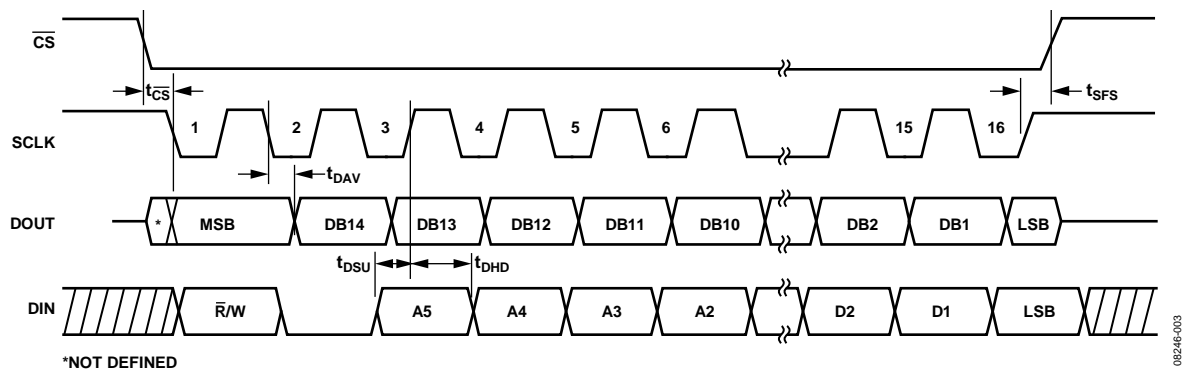 CS
tCS
tSFS
SCLK
1 2 3 4 5 6 15 16
tDAV
DOUT
* MSB DB14 DB13 DB12 DB11 DB10 DB2 DB1 LSB
tDSU tDHD
DIN
R/W A5 A4 A3 A2 D2 D1 LSB
*NOT DEFINED
08246-003